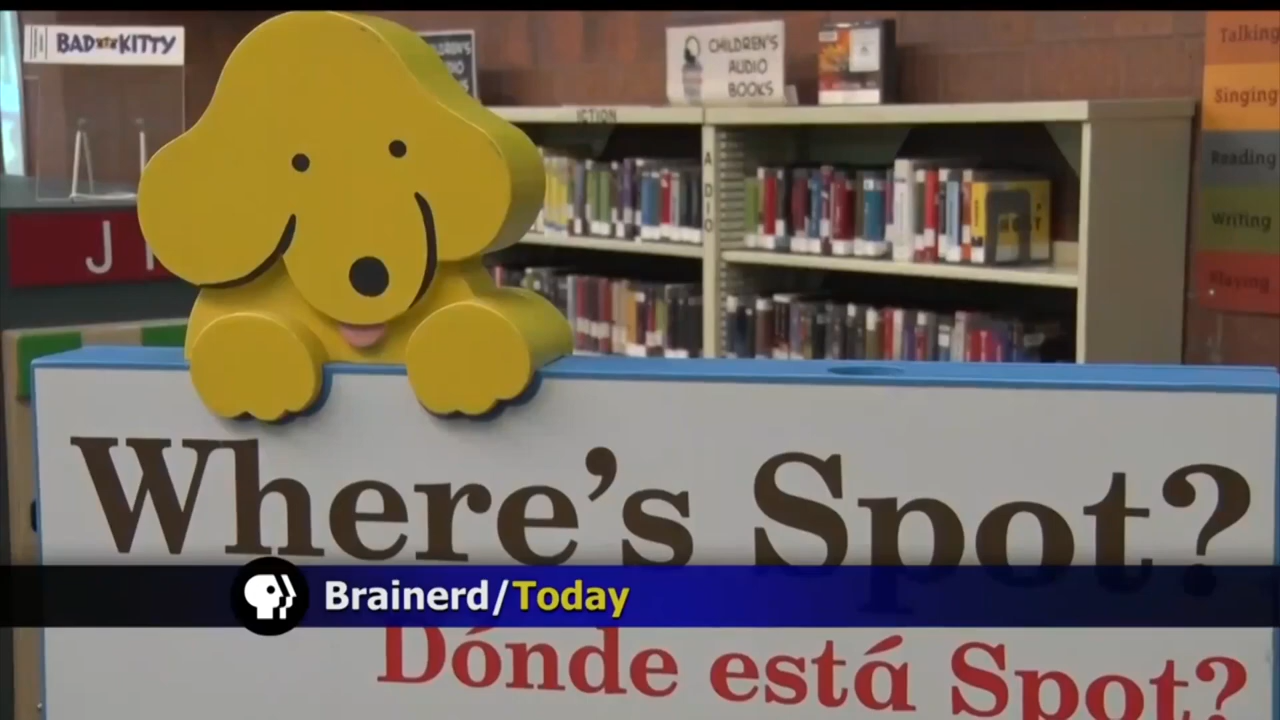 BAD KITTY
CHILDREN'S
AUDIO
BOOKS
Talking
Singing
Reading
Writing
Playing
J
Where's Spot?
Brainerd/Today
Dónde está Spot?